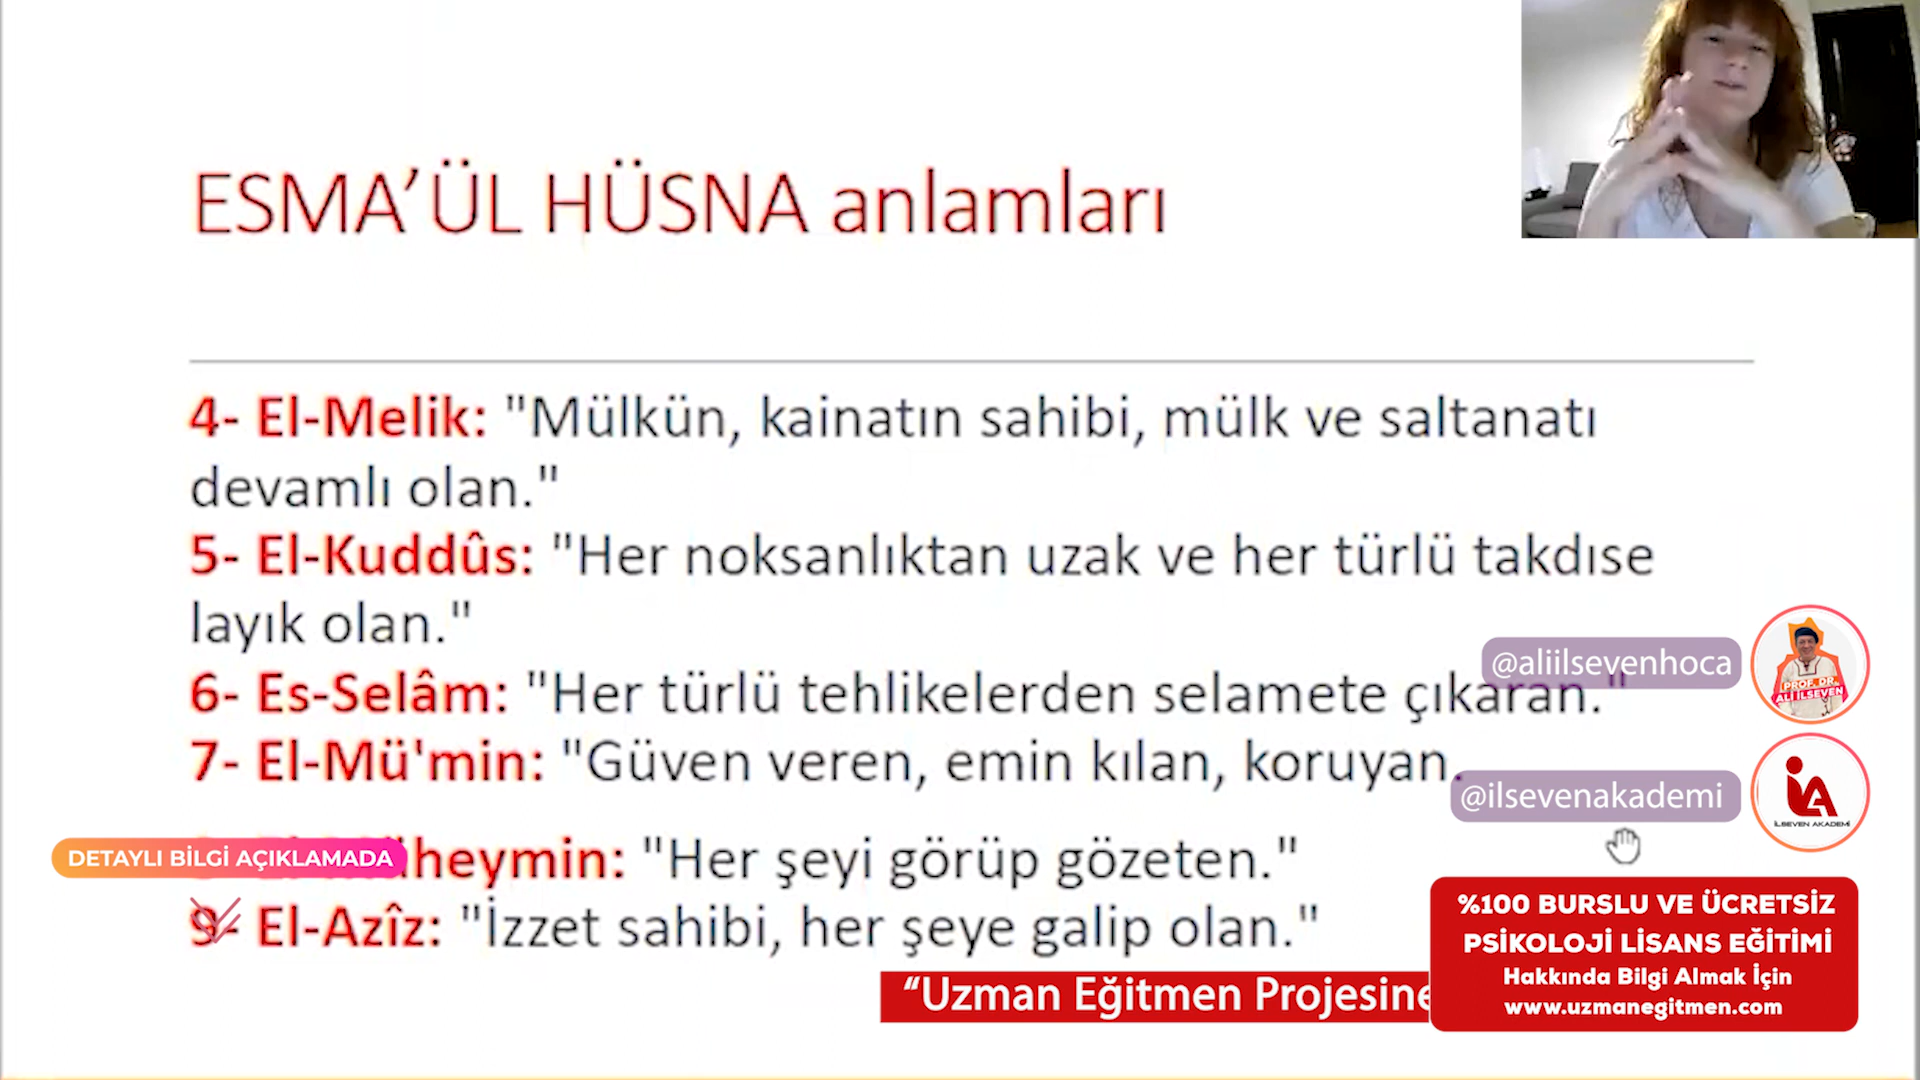 ESMA’ÜL HÜSNA anlamları
4- El-Melik: "Mülkün, kainatın sahibi, mülk ve saltanatı
devamlı olan."
5- El-Kuddûs: "Her noksanlıktan uzak ve her türlü takdıse
layık olan."
@aliilsevenhoca
PROF. DR.
ALİ İLSEVEN
6- Es-Selâm: "Her türlü tehlikelerden selamete çıkaran."
7- El-Mü'min: "Güven veren, emin kılan, koruyan.
@ilsevenakademi
İLSEVEN AKADEMİ
DETAYLI BİLGİ AÇIKLAMADA
heymin: "Her şeyi görüp gözeten."
9- El-Azîz: "İzzet sahibi, her şeye galip olan."
%100 BURSLU VE ÜCRETSİZ
PSİKOLOJİ LİSANS EĞİTİMİ
Hakkında Bilgi Almak İçin
www.uzmanegitmen.com
“Uzman Eğitmen Projesine